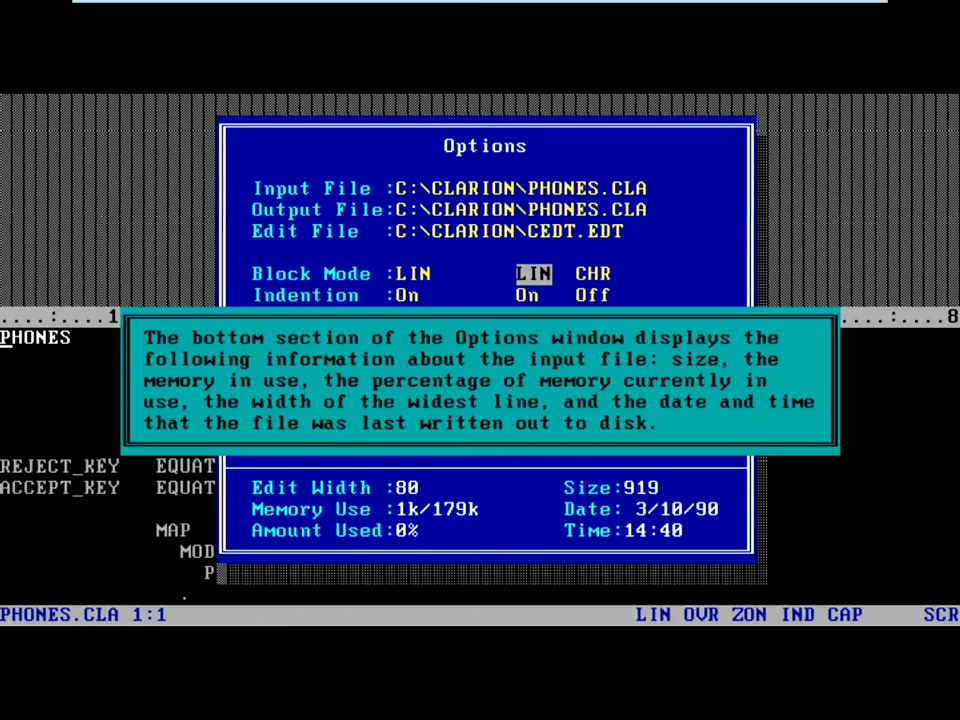 Options
Input File :C:\CLARION\PHONES.CLA
Output File:C:\CLARION\PHONES.CLA
Edit File :C:\CLARION\CEDT.EDT
Block Mode :LIN LIN CHR
Indention :On On Off
....:....1 ....:....8
PHONES
The bottom section of the Options window displays the
following information about the input file: size, the
memory in use, the percentage of memory currently in
use, the width of the widest line, and the date and time
that the file was last written out to disk.
REJECT_KEY EQUAT
ACCEPT_KEY EQUAT
Edit Width :80 Size:919
Memory Use :1k/179k Date: 3/10/90
Amount Used:0% Time:14:40
MAP
MOD
P
.
PHONES.CLA 1:1 LIN OVR ZON IND CAP SCR